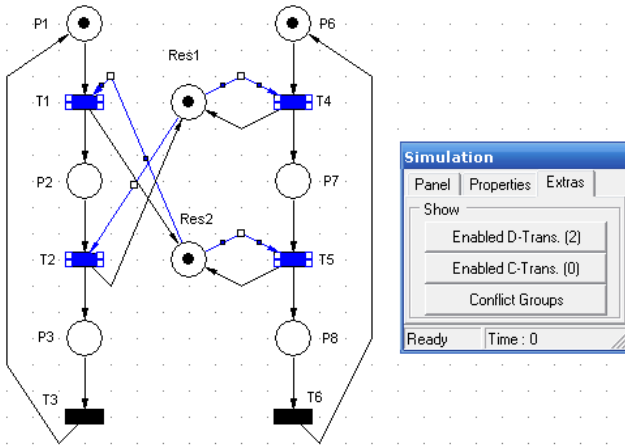 P1
P6
Res1
T1
T4
P2
P7
Res2
T2
T5
P3
P8
T3
T6
Simulation
Panel
Properties
Extras
Show
Enabled D-Trans. (2)
Enabled C-Trans. (0)
Conflict Groups
Ready
Time : 0